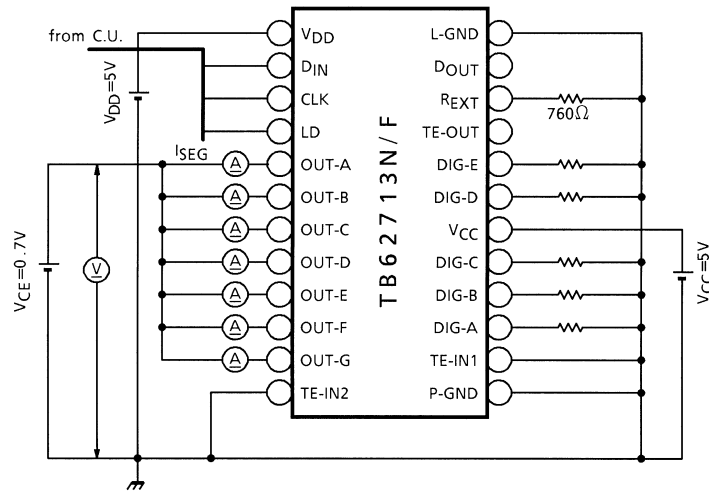 from C.U.
VDD=5V
ISEG
VCE=0.7V
A
A
A
A
A
A
A
V
VDD
DIN
CLK
LD
OUT-A
OUT-B
OUT-C
OUT-D
OUT-E
OUT-F
OUT-G
TE-IN2
TB62713N/F
L-GND
DOUT
REXT
TE-OUT
DIG-E
DIG-D
VCC
DIG-C
DIG-B
DIG-A
TE-IN1
P-GND
760Ω
VCC=5V